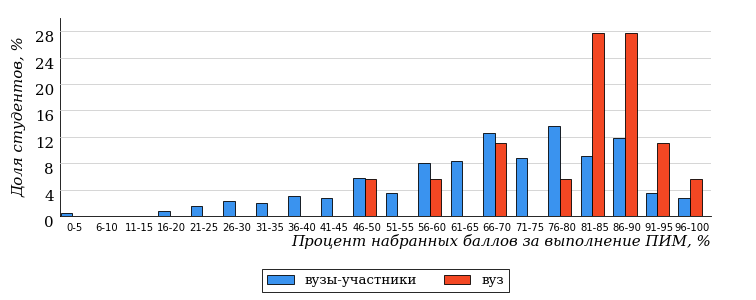 Доля студентов, %
28
24
20
16
12
8
4
0
0-5 6-10 11-15 16-20 21-25 26-30 31-35 36-40 41-45 46-50 51-55 56-60 61-65 66-70 71-75 76-80 81-85 86-90 91-95 96-100
Процент набранных баллов за выполнение ПИМ, %
вузы-участники вуз